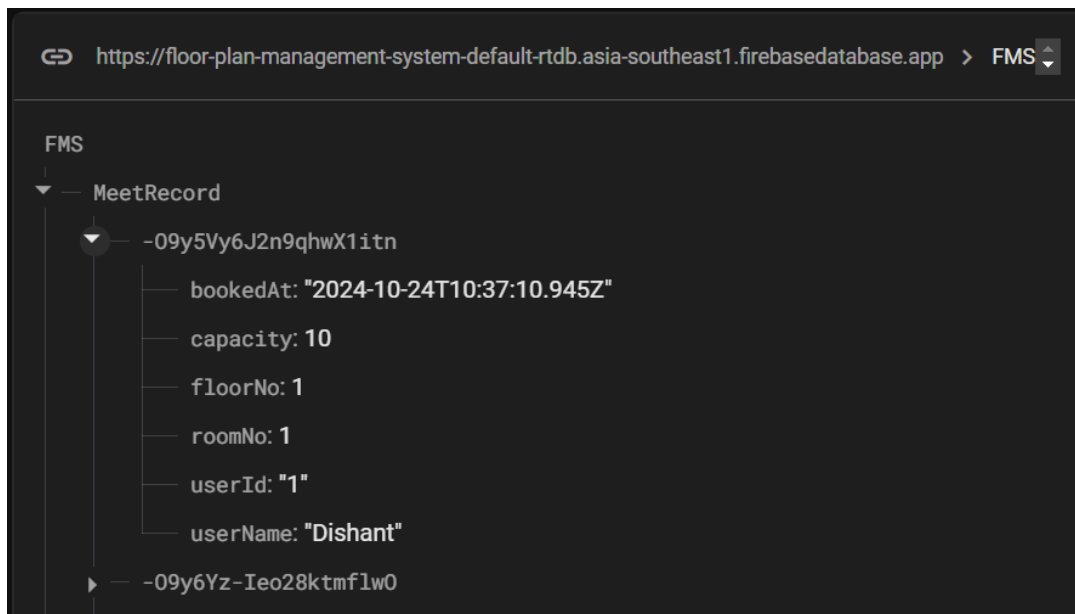 https://floor-plan-management-system-default-rtdb.asia-southeast1.firebasedatabase.app > FMS
FMS
MeetRecord
-O9y5Vy6J2n9qhwX1itn
bookedAt: "2024-10-24T10:37:10.945Z"
capacity: 10
floorNo: 1
roomNo: 1
userId: "1"
userName: "Dishant"
-O9y6Yz-Ieo28ktmflwO